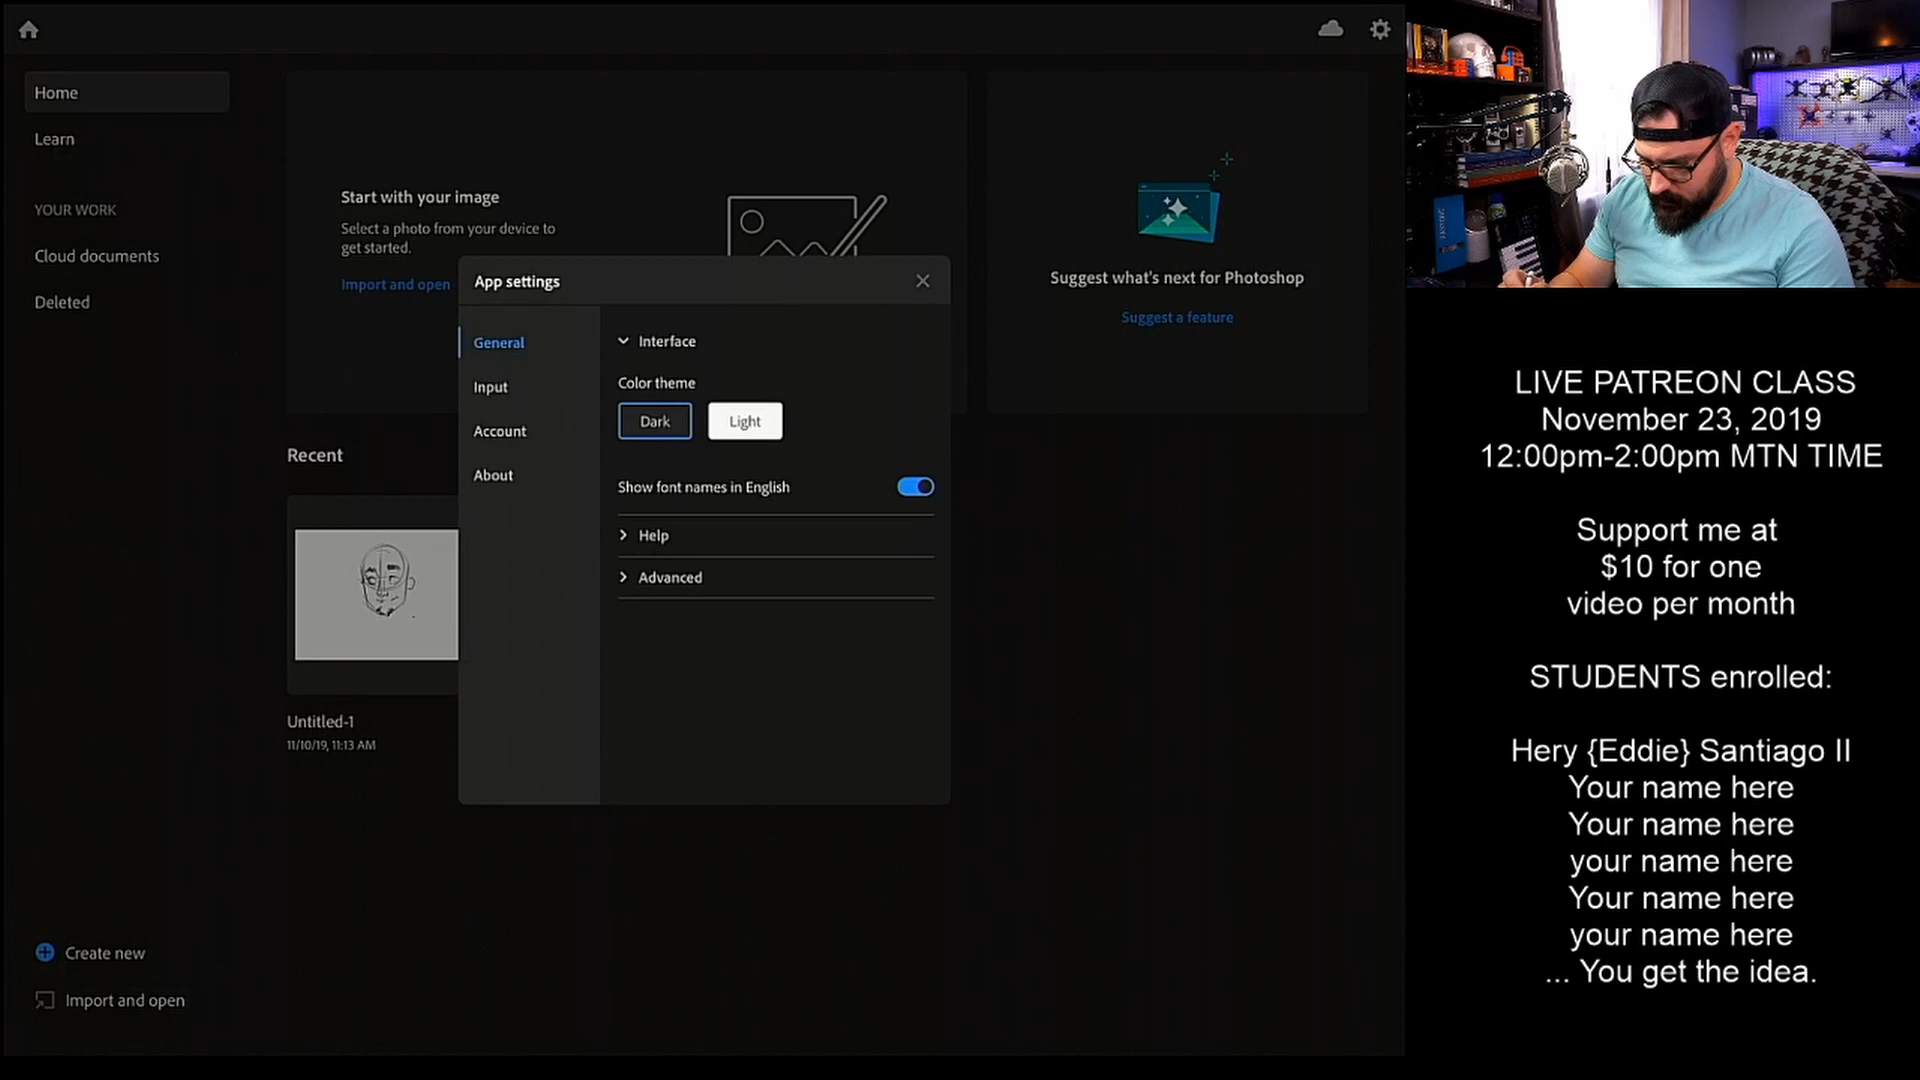 Home
Learn
YOUR WORK
Cloud documents
Deleted
Start with your image
Select a photo from your device to
get started.
Import and open
Suggest what's next for Photoshop
Suggest a feature
App settings
General
Input
Account
About
Interface
Color theme
Dark
Light
Show font names in English
Help
Advanced
Recent
Untitled-1
11/10/19, 11:13 AM
Create new
Import and open
LIVE PATREON CLASS
November 23, 2019
12:00pm-2:00pm MTN TIME
Support me at
$10 for one
video per month
STUDENTS enrolled:
Hery {Eddie} Santiago II
Your name here
Your name here
your name here
Your name here
your name here
... You get the idea.